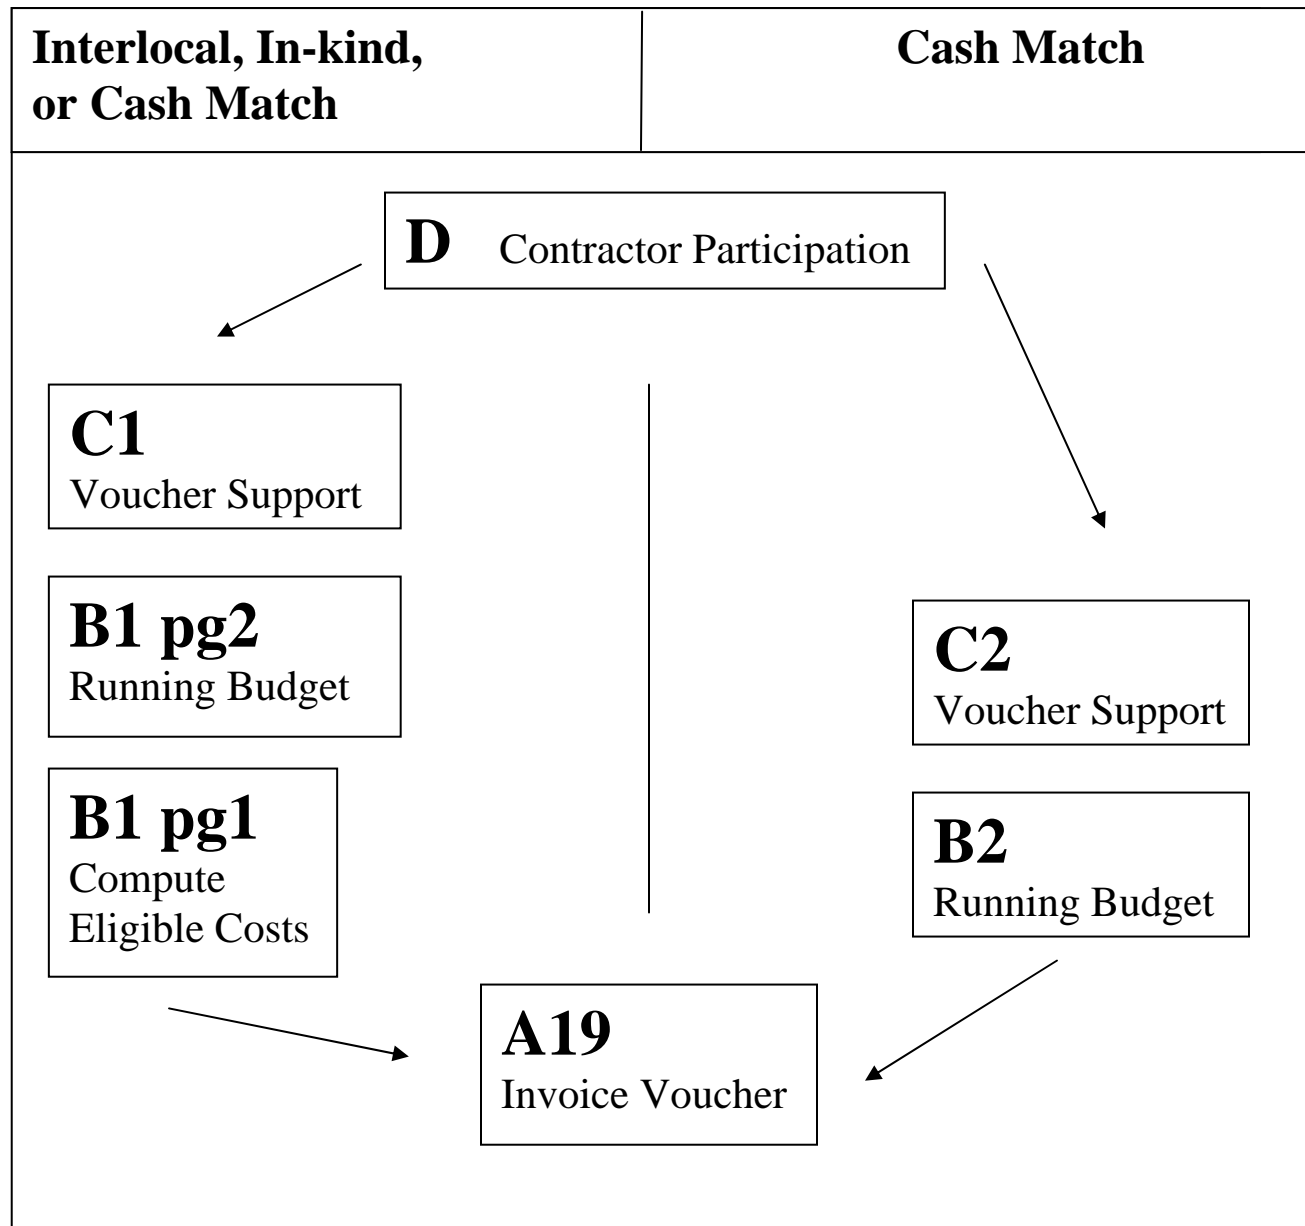 Interlocal, In-kind,
or Cash Match
Cash Match
D Contractor Participation
C1
Voucher Support
B1 pg2
Running Budget
B1 pg1
Compute
Eligible Costs
C2
Voucher Support
B2
Running Budget
A19
Invoice Voucher